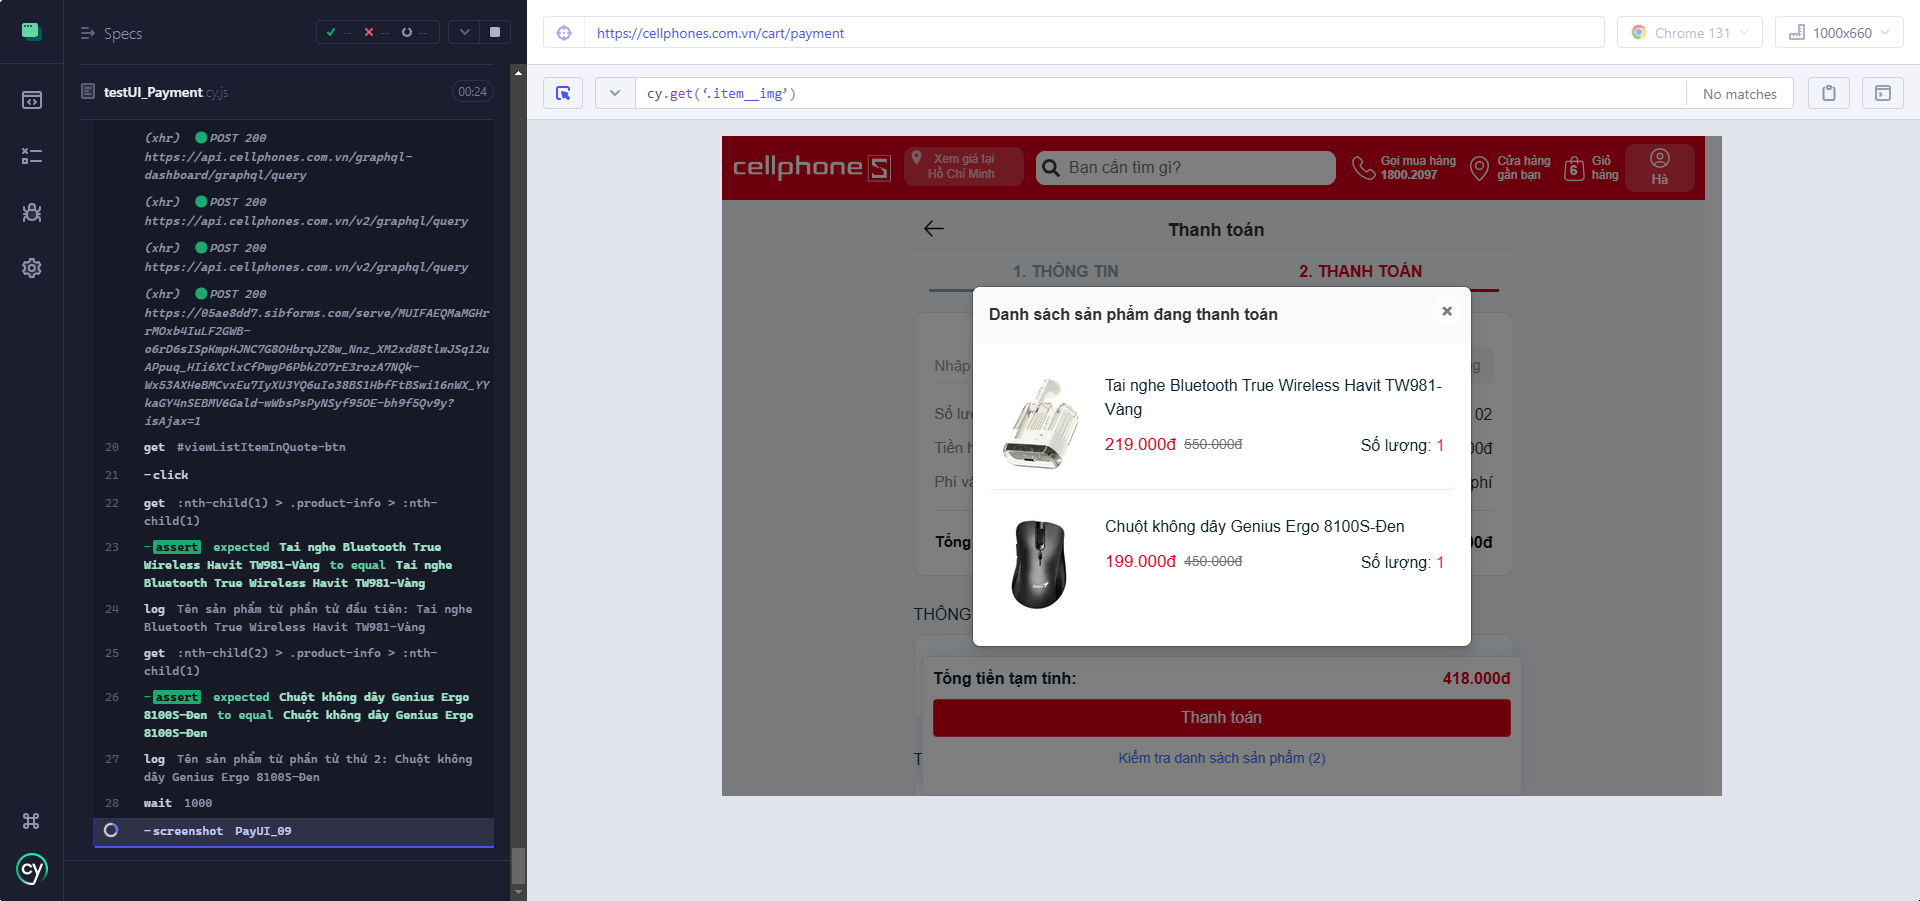 Specs
-- -- --
testUI_Payment.cy.js
00:24
(xhr) POST 200
https://api.cellphones.com.vn/graphql-
dashboard/graphql/query
(xhr) POST 200
https://api.cellphones.com.vn/v2/graphql/query
(xhr) POST 200
https://api.cellphones.com.vn/v2/graphql/query
(xhr) POST 200
https://05ae8dd7.sibforms.com/serve/MUIFAEQMaMGHr
rMOxb4IuLF2GWB-
o6rD6sISpKmpHJNC7G8OHbrqJZ8w_Nnz_XM2xd88tlwJSq12u
APpuq_HIi6XClxCfPwgP6PbkZO7rE3rozA7NQk-
Wx53AXHeBMCvxEu7IyXU3YQ6uIo38BS1HbfFtBSwi16nWX_YY
kaGY4nSEBMV6Gald-wWbsPsPyNSyf95OE-bh9f5Qv9y?
isAjax=1
20 get #viewListItemInQuote-btn
21 -click
22 get :nth-child(1) > .product-info > :nth-
child(1)
23 -assert expected Tai nghe Bluetooth True
Wireless Havit TW981-Vàng to equal Tai nghe
Bluetooth True Wireless Havit TW981-Vàng
24 log Tên sản phẩm từ phần tử đầu tiên: Tai nghe
Bluetooth True Wireless Havit TW981-Vàng
25 get :nth-child(2) > .product-info > :nth-
child(1)
26 -assert expected Chuột không dây Genius Ergo
8100S-Đen to equal Chuột không dây Genius Ergo
8100S-Đen
27 log Tên sản phẩm từ phần tử thứ 2: Chuột không
dây Genius Ergo 8100S-Đen
28 wait 1000
-screenshot PayUI_09
cy
https://cellphones.com.vn/cart/payment
Chrome 131
1000x660
cy.get(‘.item__img’)
No matches
cellphoneS
Xem giá tại
Hồ Chí Minh
Bạn cần tìm gì?
Gọi mua hàng
1800.2097
Cửa hàng
gần bạn
6
Giỏ
hàng
Hà
Thanh toán
1. THÔNG TIN
2. THANH TOÁN
Danh sách sản phẩm đang thanh toán
×
Nhập
g
Tai nghe Bluetooth True Wireless Havit TW981-
Vàng
219.000đ 550.000đ
Số lượng: 1
Số lư
02
Tiền h
00đ
Phí v
phí
Chuột không dây Genius Ergo 8100S-Đen
199.000đ 450.000đ
Số lượng: 1
Tổng
00đ
THÔNG
Tổng tiền tạm tính:
418.000đ
Thanh toán
T
Kiểm tra danh sách sản phẩm (2)